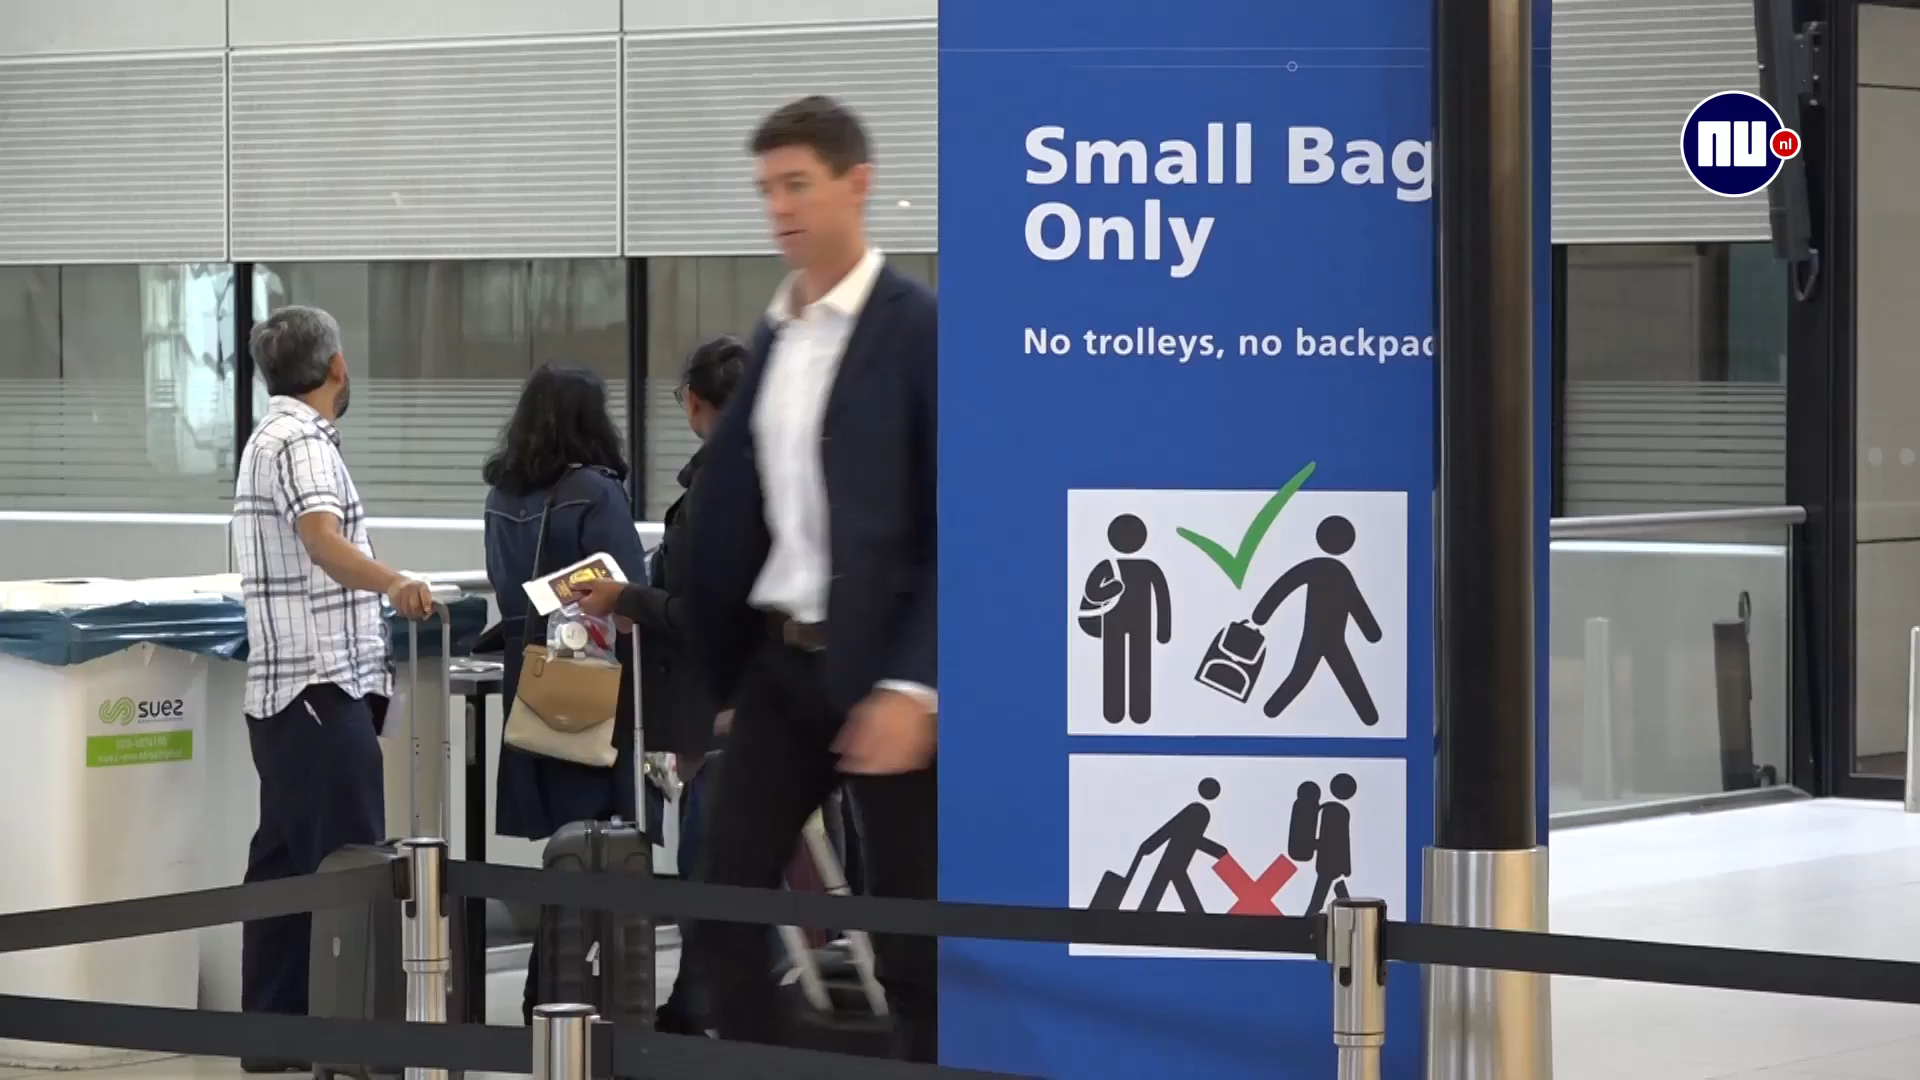 Small Bag
Only
No trolleys, no backpac
nu
nl
suez